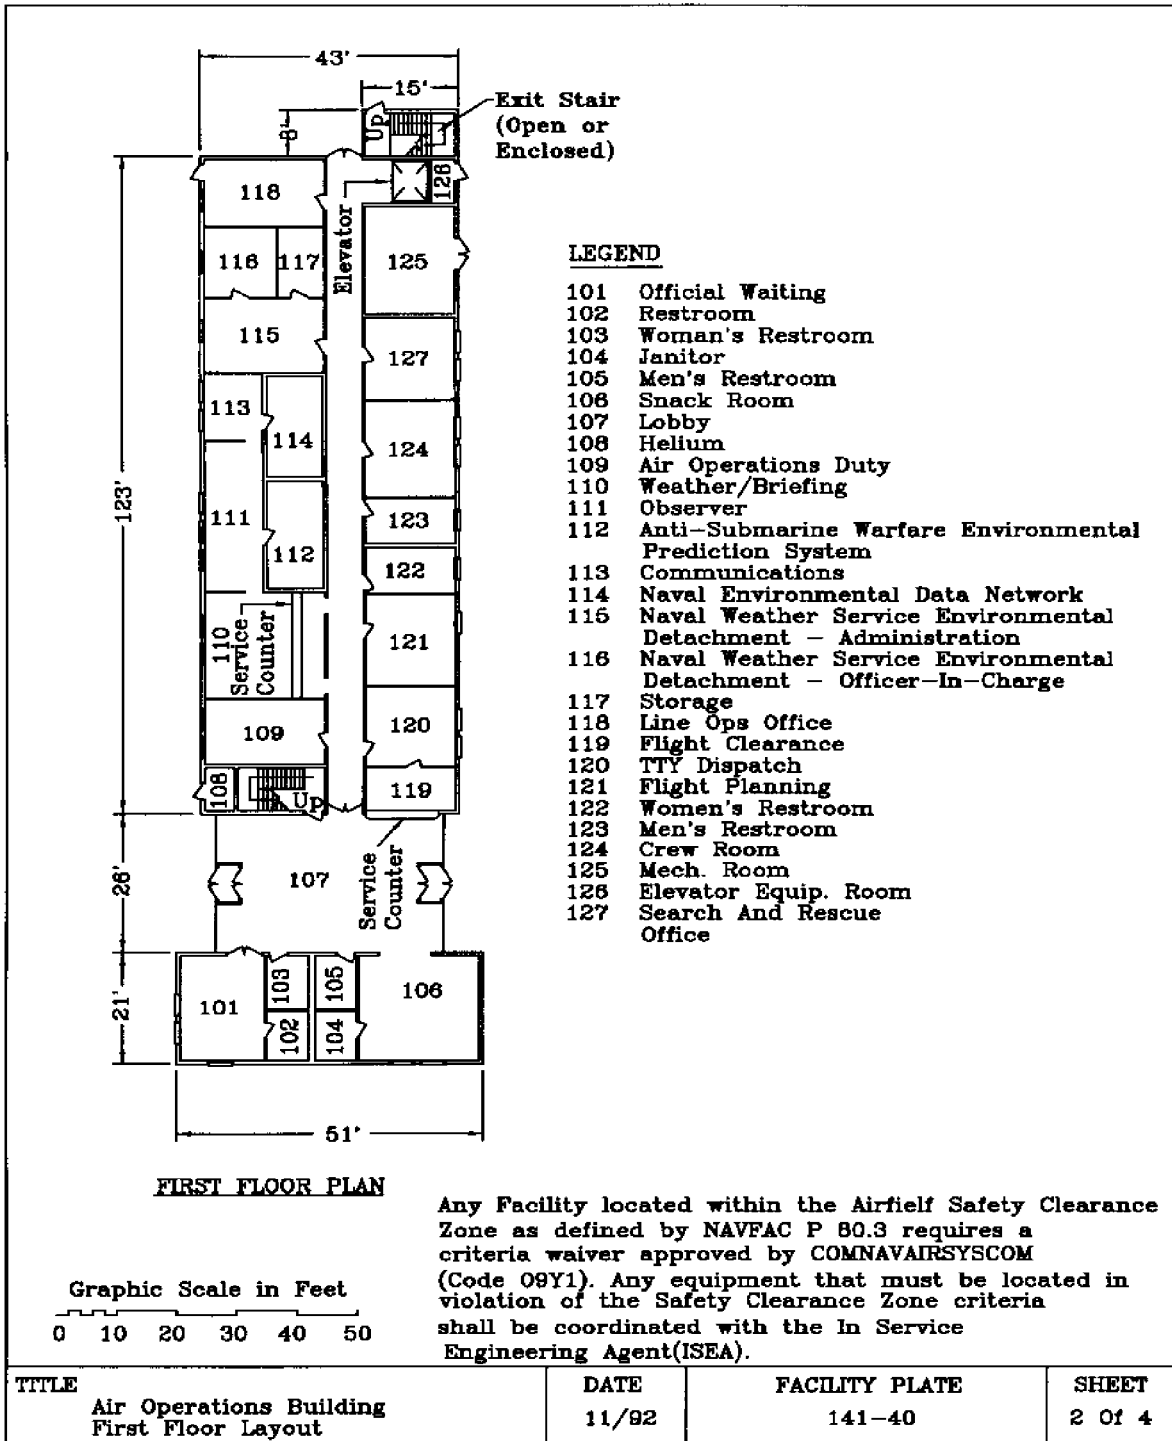 43'
15'
Exit Stair
(Open or
Enclosed)
8'
Up
118
126
Elevator
116
117
125
115
127
113
114
124
123'
111
123
112
122
110
Service
Counter
121
109
120
108
Up
119
26'
107
Service
Counter
21'
101
103
105
106
102
104
51'
LEGEND
101 Official Waiting
102 Restroom
103 Woman's Restroom
104 Janitor
105 Men's Restroom
106 Snack Room
107 Lobby
108 Helium
109 Air Operations Duty
110 Weather/Briefing
111 Observer
112 Anti-Submarine Warfare Environmental
Prediction System
113 Communications
114 Naval Environmental Data Network
115 Naval Weather Service Environmental
Detachment - Administration
116 Naval Weather Service Environmental
Detachment - Officer-In-Charge
117 Storage
118 Line Ops Office
119 Flight Clearance
120 TTY Dispatch
121 Flight Planning
122 Women's Restroom
123 Men's Restroom
124 Crew Room
125 Mech. Room
126 Elevator Equip. Room
127 Search And Rescue
Office
FIRST FLOOR PLAN
Any Facility located within the Airfielf Safety Clearance
Zone as defined by NAVFAC P 80.3 requires a
criteria waiver approved by COMNAVAIRSYSCOM
(Code 09Y1). Any equipment that must be located in
violation of the Safety Clearance Zone criteria
shall be coordinated with the In Service
Engineering Agent(ISEA).
Graphic Scale in Feet
0 10 20 30 40 50
TITLE
Air Operations Building
First Floor Layout
DATE
11/92
FACILITY PLATE
141-40
SHEET
2 Of 4